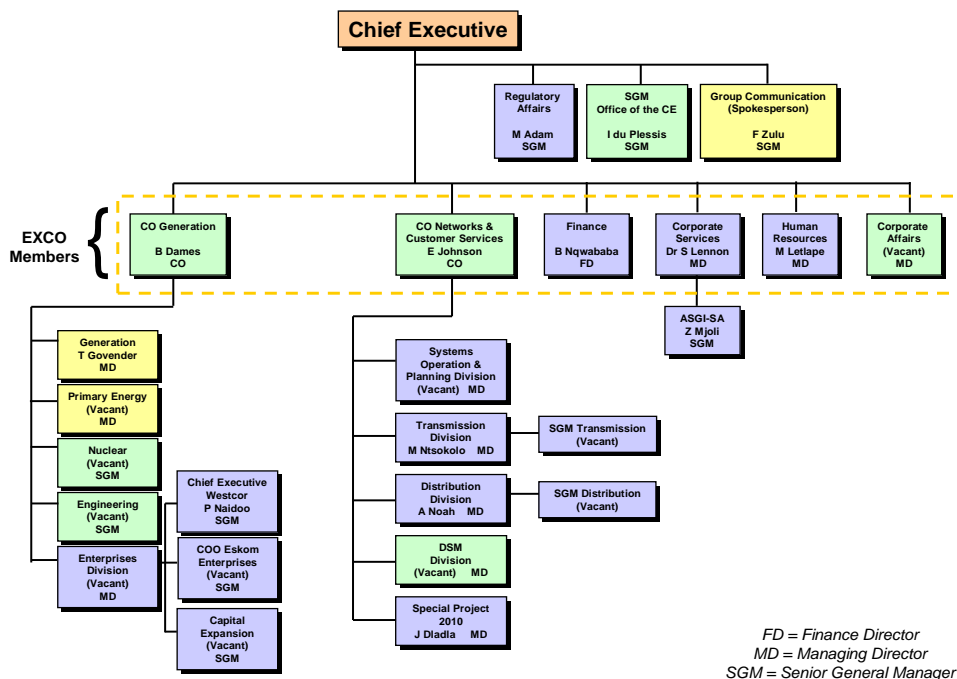 Chief Executive
Regulatory
Affairs
M Adam
SGM
SGM
Office of the CE
I du Plessis
SGM
Group Communication
(Spokesperson)
F Zulu
SGM
EXCO
Members
CO Generation
B Dames
CO
CO Networks &
Customer Services
E Johnson
CO
Finance
B Nqwababa
FD
Corporate
Services
Dr S Lennon
MD
Human
Resources
M Letlape
MD
Corporate
Affairs
(Vacant)
MD
ASGI-SA
Z Mjoli
SGM
Generation
T Govender
MD
Primary Energy
(Vacant)
MD
Nuclear
(Vacant)
SGM
Engineering
(Vacant)
SGM
Enterprises
Division
(Vacant)
MD
Chief Executive
Westcor
P Naidoo
SGM
COO Eskom
Enterprises
(Vacant)
SGM
Capital
Expansion
(Vacant)
SGM
Systems
Operation &
Planning Division
(Vacant) MD
Transmission
Division
M Ntsokolo MD
SGM Transmission
(Vacant)
Distribution
Division
A Noah MD
SGM Distribution
(Vacant)
DSM
Division
(Vacant) MD
Special Project
2010
J Dladla MD
FD = Finance Director
MD = Managing Director
SGM = Senior General Manager